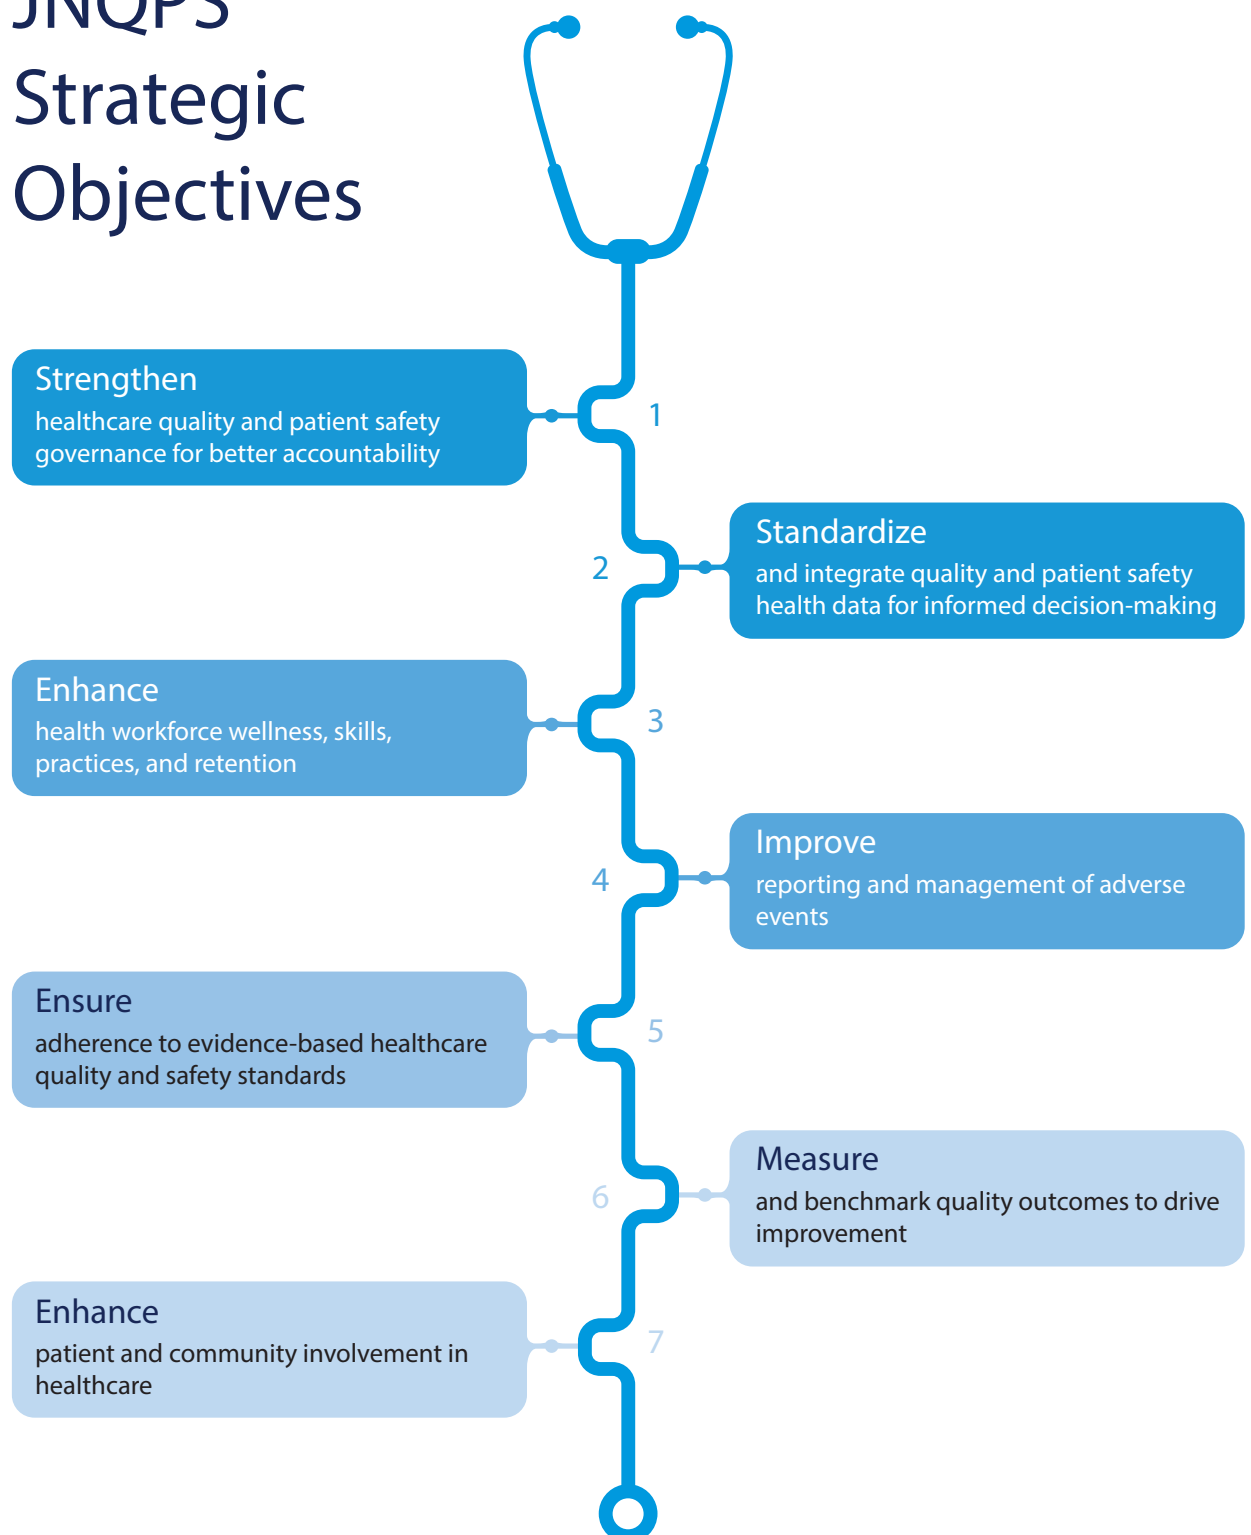 JNQPS
Strategic
Objectives
Strengthen
healthcare quality and patient safety
governance for better accountability
1
Standardize
and integrate quality and patient safety
health data for informed decision-making
2
Enhance
health workforce wellness, skills,
practices, and retention
3
Improve
reporting and management of adverse
events
4
Ensure
adherence to evidence-based healthcare
quality and safety standards
5
Measure
and benchmark quality outcomes to drive
improvement
6
Enhance
patient and community involvement in
healthcare
7